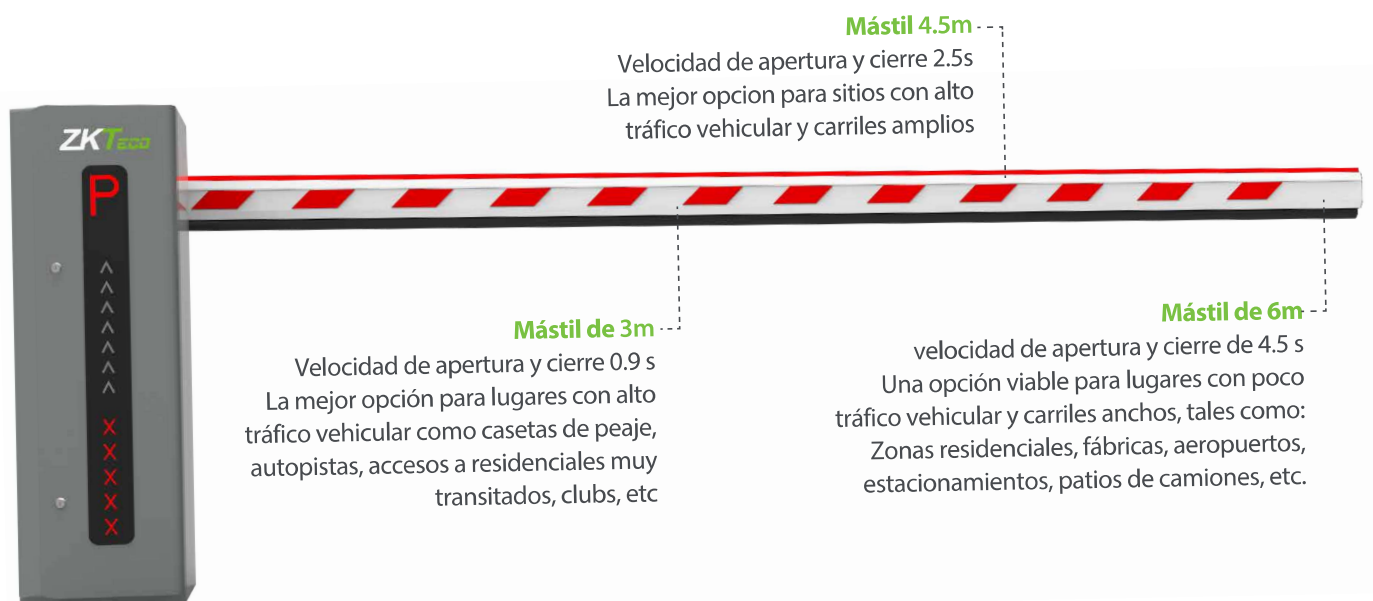 Mástil 4.5m
Velocidad de apertura y cierre 2.5s
La mejor opcion para sitios con alto
tráfico vehicular y carriles amplios
ZKTECO
P
Mástil de 3m
Velocidad de apertura y cierre 0.9 s
La mejor opción para lugares con alto
tráfico vehicular como casetas de peaje,
autopistas, accesos a residenciales muy
transitados, clubs, etc
Mástil de 6m
velocidad de apertura y cierre de 4.5 s
Una opción viable para lugares con poco
tráfico vehicular y carriles anchos, tales como:
Zonas residenciales, fábricas, aeropuertos,
estacionamientos, patios de camiones, etc.
X
X
X
X
X